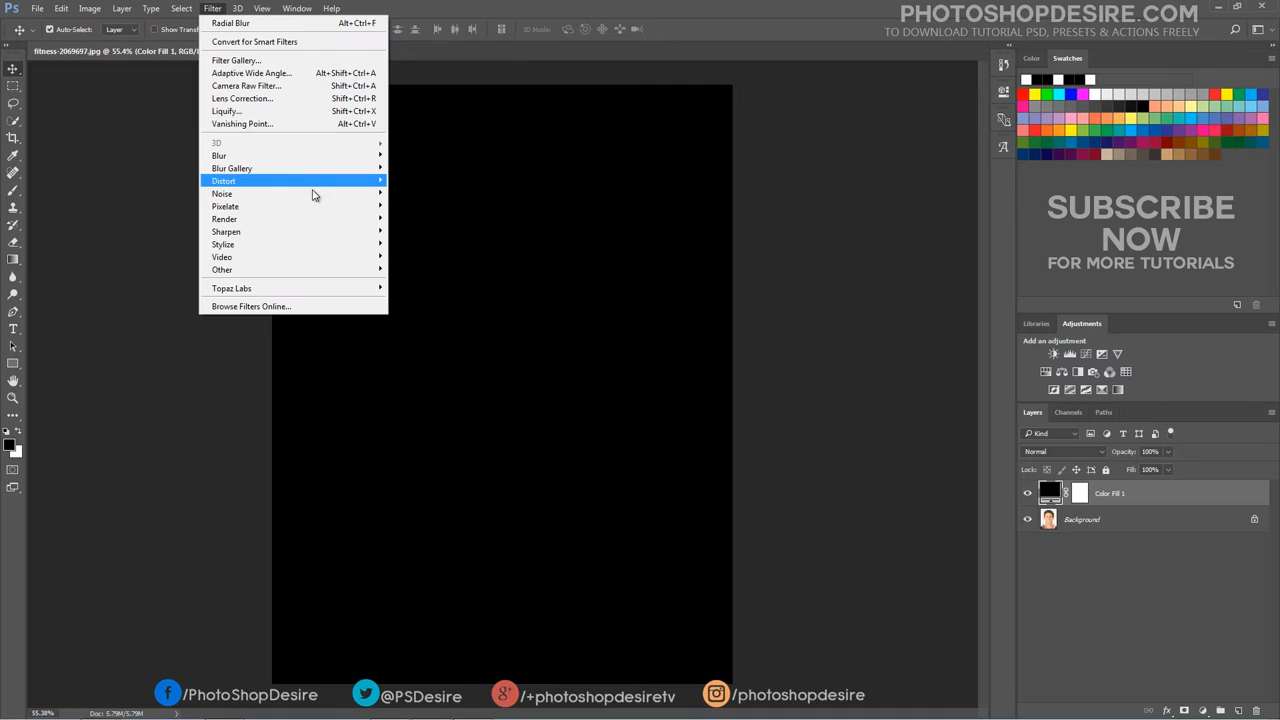 Ps File Edit Image Layer Type Select Filter 3D View Window Help
PHOTOSHOPDESIRE.COM
TO DOWNLOAD TUTORIAL PSD, PRESETS & ACTIONS FREELY
Auto-Select: Layer Show Trans
3D Mode:
fitness-2069697.jpg @ 55.4% (Color Fill 1, RGB/
Radial Blur Alt+Ctrl+F
Convert for Smart Filters
Filter Gallery...
Adaptive Wide Angle... Alt+Shift+Ctrl+A
Camera Raw Filter... Shift+Ctrl+A
Lens Correction... Shift+Ctrl+R
Liquify... Shift+Ctrl+X
Vanishing Point... Alt+Ctrl+V
3D
Blur
Blur Gallery
Distort
Noise
Pixelate
Render
Sharpen
Stylize
Video
Other
Topaz Labs
Browse Filters Online...
Color Swatches
SUBSCRIBE
NOW
FOR MORE TUTORIALS
Libraries Adjustments
Add an adjustment
Layers Channels Paths
Kind
Normal Opacity: 100%
Lock: Fill: 100%
Color Fill 1
Background
/PhotoShopDesire @PSDesire /+photoshopdesiretv /photoshopdesire
55.38% Doc: 5.79M/5.79M